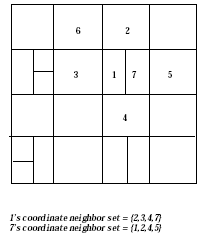 6 2
3 1 7 5
4
1's coordinate neighbor set = {2,3,4,7}
7's coordinate neighbor set = {1,2,4,5}